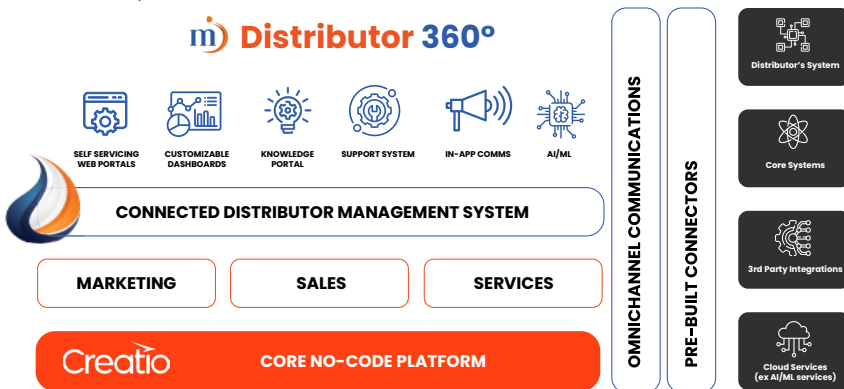 m) Distributor 360°
SELF SERVICING
WEB PORTALS
CUSTOMIZABLE
DASHBOARDS
KNOWLEDGE
PORTAL
SUPPORT SYSTEM
IN-APP COMMS
AI/ML
CONNECTED DISTRIBUTOR MANAGEMENT SYSTEM
MARKETING
SALES
SERVICES
Creatio
CORE NO-CODE PLATFORM
OMNICHANNEL COMMUNICATIONS
PRE-BUILT CONNECTORS
Distributor's System
Core Systems
3rd Party Integrations
Cloud Services
(ex AI/ML services)